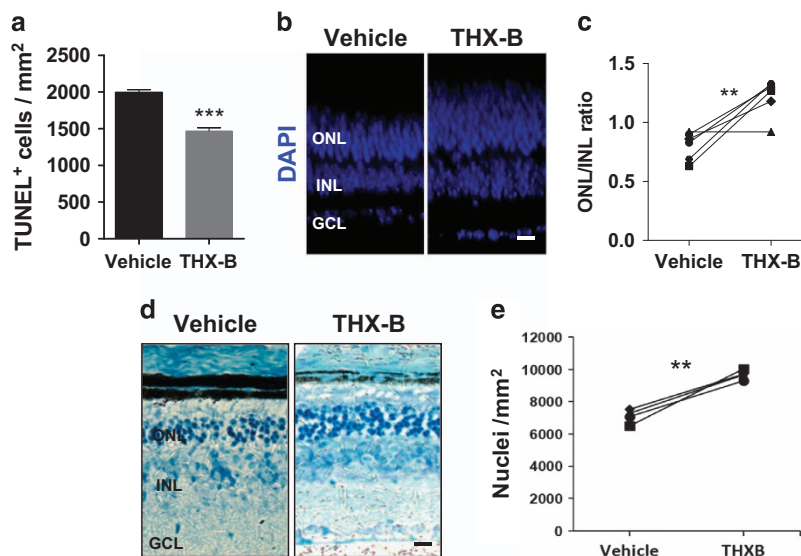 a
TUNEL+ cells / mm2
2500
2000
1500
1000
500
0
***
Vehicle THX-B
b
Vehicle THX-B
DAPI
ONL
INL
GCL
c
ONL/INL ratio
1.5
1.0
0.5
0.0
**
Vehicle THX-B
d
Vehicle THX-B
ONL
INL
GCL
e
Nuclei /mm2
12000
10000
8000
6000
4000
2000
0
**
Vehicle THXB